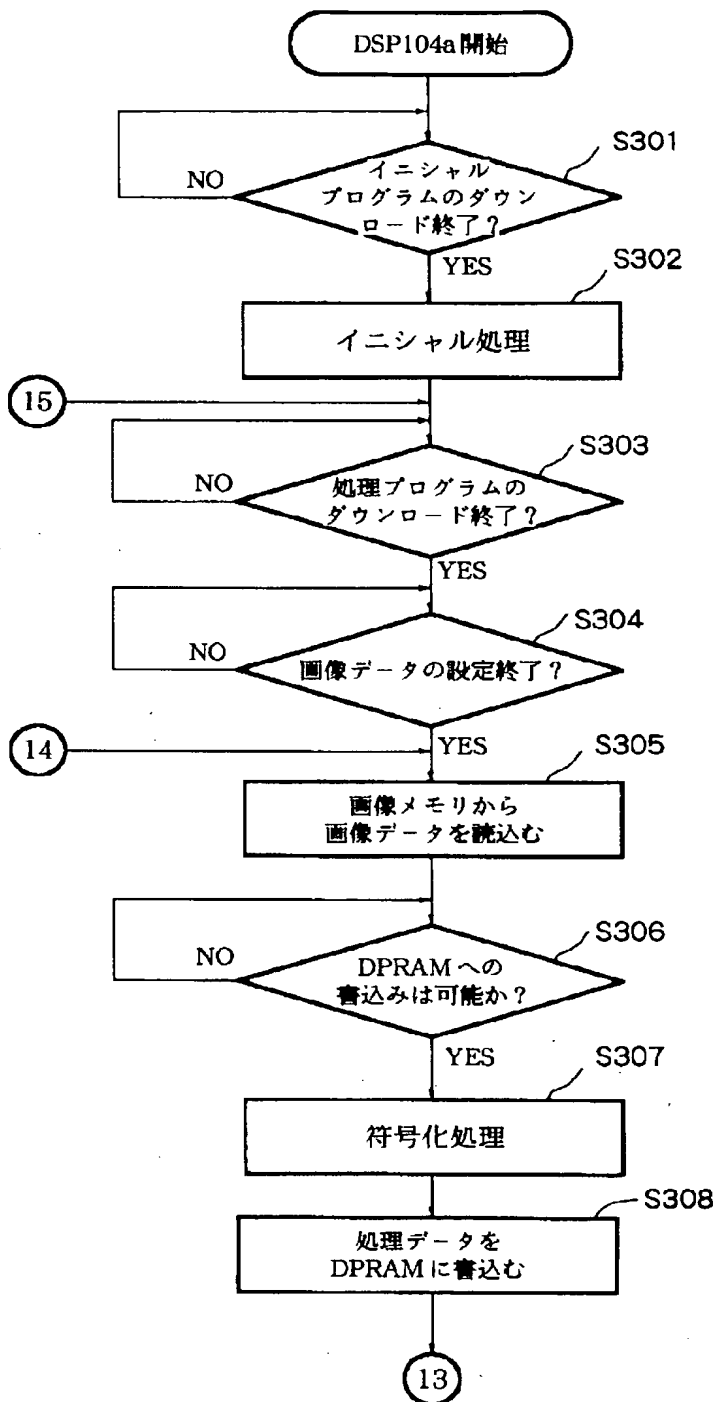 DSP104a開始
S301
イニシャル
プログラムのダウン
ロード終了?
NO
YES
S302
イニシャル処理
15
S303
処理プログラムの
ダウンロード終了?
NO
YES
S304
画像データの設定終了?
NO
YES
14
S305
画像メモリから
画像データを読込む
S306
DPRAMへの
書込みは可能か?
NO
YES
S307
符号化処理
S308
処理データを
DPRAMに書込む
13